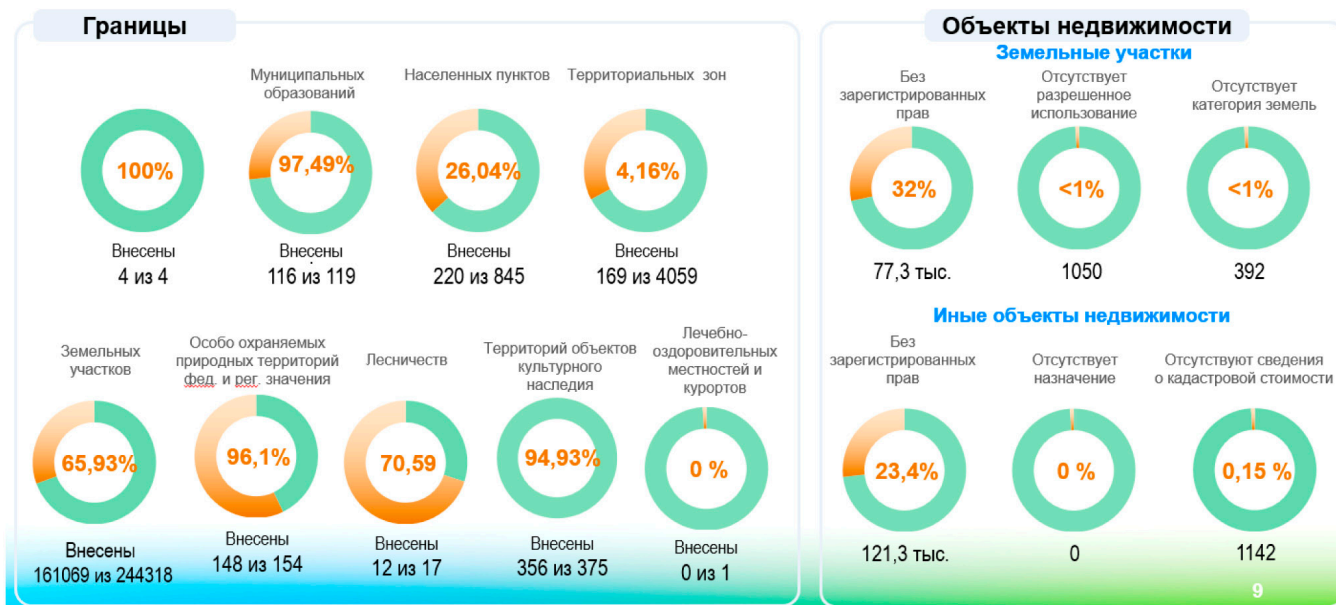 Границы
Муниципальных
образований
Населенных пунктов
Территориальных зон
100%
97,49%
26,04%
4,16%
Внесены
4 из 4
Внесены
116 из 119
Внесены
220 из 845
Внесены
169 из 4059
Земельных
участков
Особо охраняемых
природных территорий
фед. и рег. значения
Лесничеств
Территорий объектов
культурного
наследия
Лечебно-
оздоровительных
местностей и
курортов
65,93%
96,1%
70,59
94,93%
0 %
Внесены
161069 из 244318
Внесены
148 из 154
Внесены
12 из 17
Внесены
356 из 375
Внесены
0 из 1
Объекты недвижимости
Земельные участки
Без
зарегистрированных
прав
Отсутствует
разрешенное
использование
Отсутствует
категория земель
32%
<1%
<1%
77,3 тыс.
1050
392
Иные объекты недвижимости
Без
зарегистрированных
прав
Отсутствует
назначение
Отсутствуют сведения
о кадастровой стоимости
23,4%
0 %
0,15 %
121,3 тыс.
0
1142
9